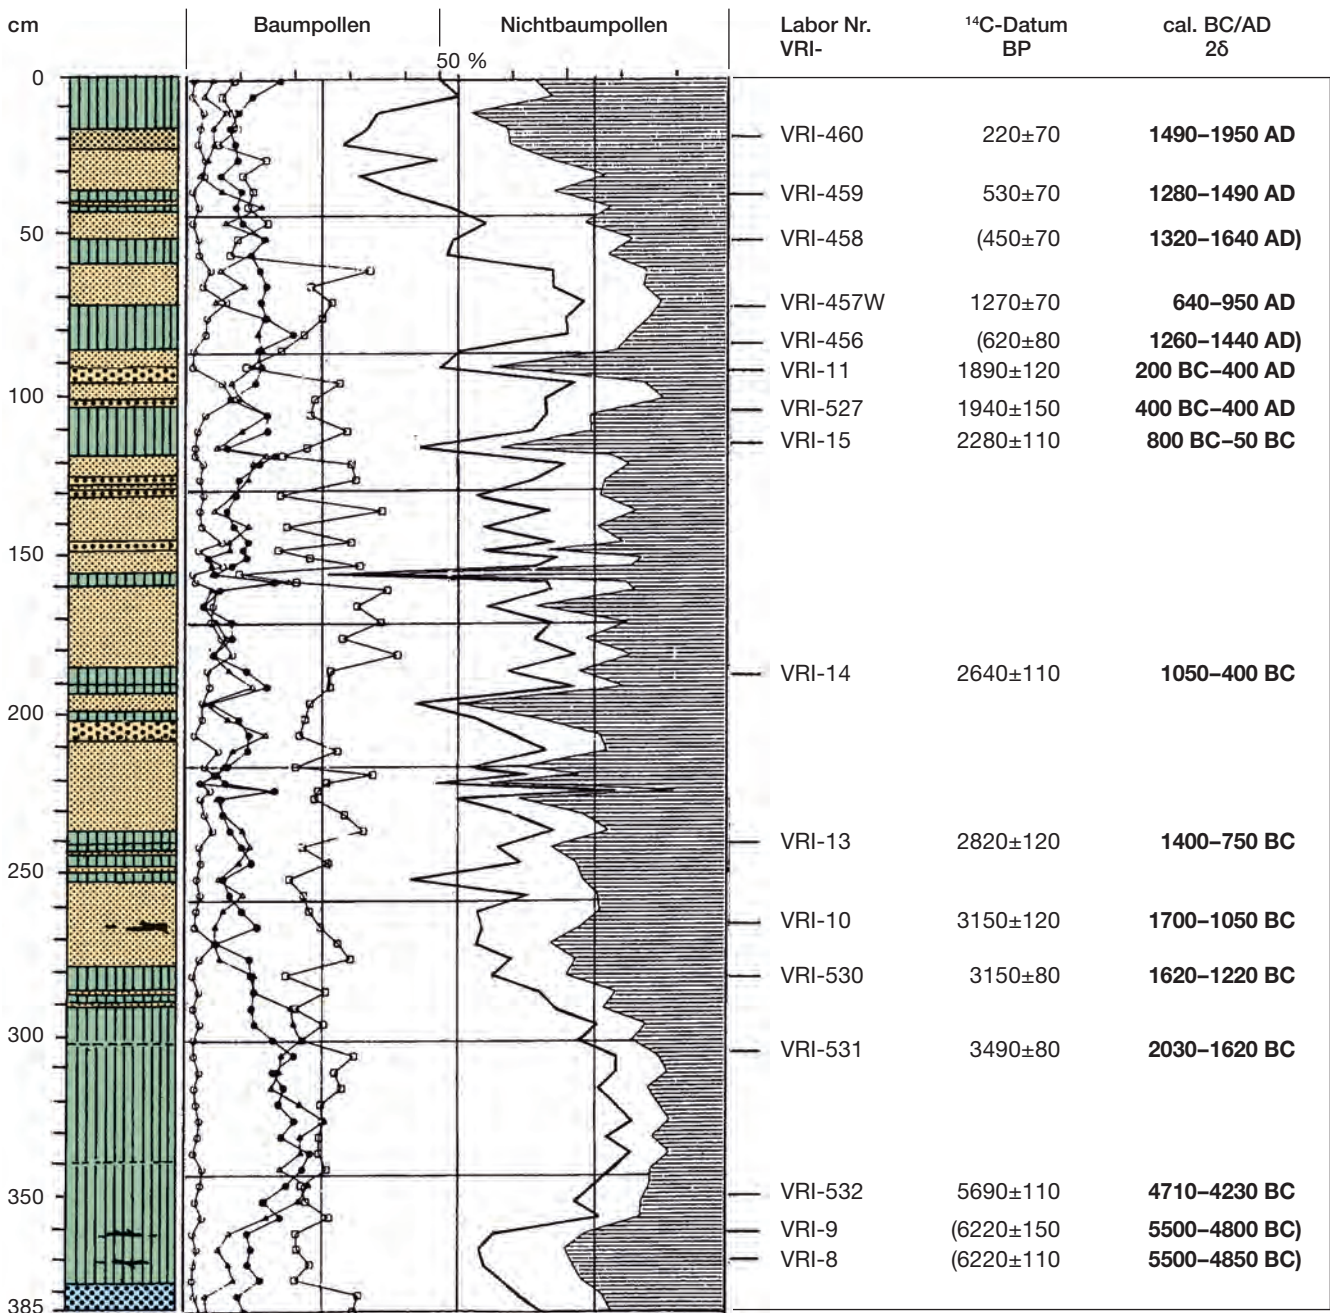 cm Baumpollen Nichtbaumpollen Labor Nr. ¹⁴C-Datum cal. BC/AD
VRI- BP 2δ
50 %
0
VRI-460 220±70 1490–1950 AD
VRI-459 530±70 1280–1490 AD
50
VRI-458 (450±70 1320–1640 AD)
VRI-457W 1270±70 640–950 AD
VRI-456 (620±80 1260–1440 AD)
VRI-11 1890±120 200 BC–400 AD
100
VRI-527 1940±150 400 BC–400 AD
VRI-15 2280±110 800 BC–50 BC
150
VRI-14 2640±110 1050–400 BC
200
VRI-13 2820±120 1400–750 BC
250
VRI-10 3150±120 1700–1050 BC
VRI-530 3150±80 1620–1220 BC
300
VRI-531 3490±80 2030–1620 BC
350
VRI-532 5690±110 4710–4230 BC
VRI-9 (6220±150 5500–4800 BC)
VRI-8 (6220±110 5500–4850 BC)
385